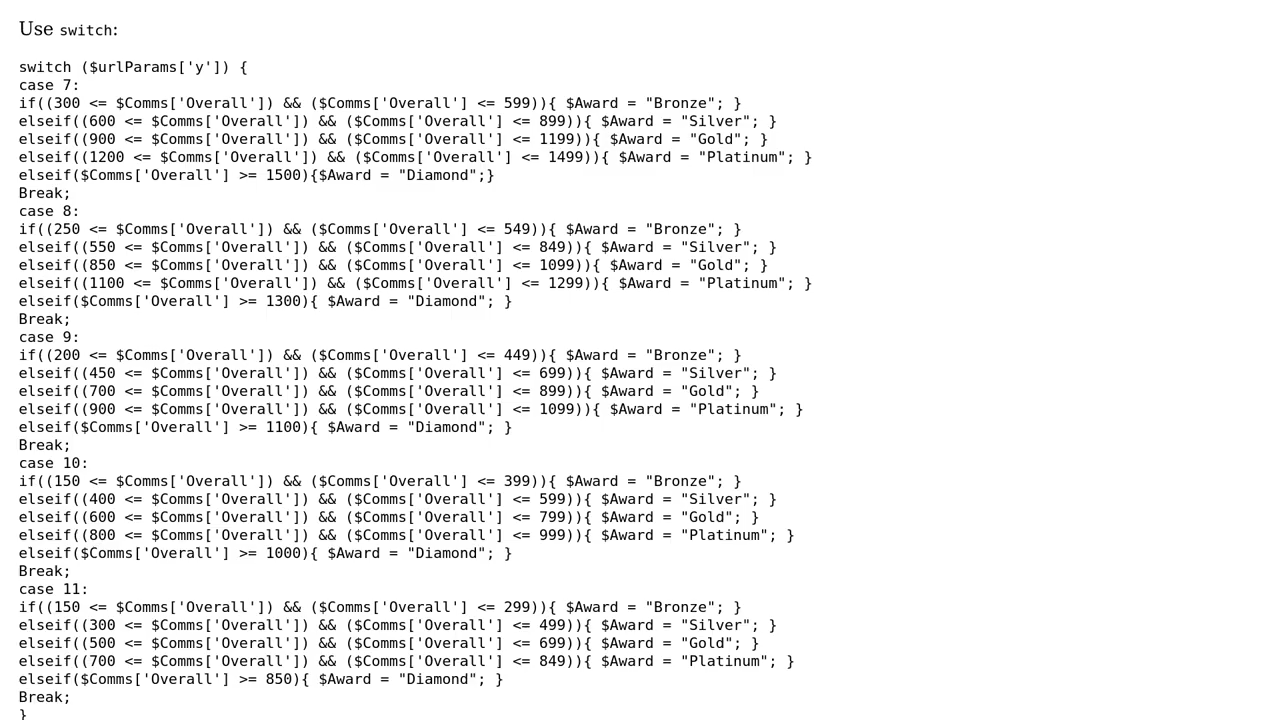 Use switch:
switch ($urlParams['y']) {
case 7:
if((300 <= $Comms['Overall']) && ($Comms['Overall'] <= 599)){ $Award = "Bronze"; }
elseif((600 <= $Comms['Overall']) && ($Comms['Overall'] <= 899)){ $Award = "Silver"; }
elseif((900 <= $Comms['Overall']) && ($Comms['Overall'] <= 1199)){ $Award = "Gold"; }
elseif((1200 <= $Comms['Overall']) && ($Comms['Overall'] <= 1499)){ $Award = "Platinum"; }
elseif($Comms['Overall'] >= 1500){$Award = "Diamond";}
Break;
case 8:
if((250 <= $Comms['Overall']) && ($Comms['Overall'] <= 549)){ $Award = "Bronze"; }
elseif((550 <= $Comms['Overall']) && ($Comms['Overall'] <= 849)){ $Award = "Silver"; }
elseif((850 <= $Comms['Overall']) && ($Comms['Overall'] <= 1099)){ $Award = "Gold"; }
elseif((1100 <= $Comms['Overall']) && ($Comms['Overall'] <= 1299)){ $Award = "Platinum"; }
elseif($Comms['Overall'] >= 1300){ $Award = "Diamond"; }
Break;
case 9:
if((200 <= $Comms['Overall']) && ($Comms['Overall'] <= 449)){ $Award = "Bronze"; }
elseif((450 <= $Comms['Overall']) && ($Comms['Overall'] <= 699)){ $Award = "Silver"; }
elseif((700 <= $Comms['Overall']) && ($Comms['Overall'] <= 899)){ $Award = "Gold"; }
elseif((900 <= $Comms['Overall']) && ($Comms['Overall'] <= 1099)){ $Award = "Platinum"; }
elseif($Comms['Overall'] >= 1100){ $Award = "Diamond"; }
Break;
case 10:
if((150 <= $Comms['Overall']) && ($Comms['Overall'] <= 399)){ $Award = "Bronze"; }
elseif((400 <= $Comms['Overall']) && ($Comms['Overall'] <= 599)){ $Award = "Silver"; }
elseif((600 <= $Comms['Overall']) && ($Comms['Overall'] <= 799)){ $Award = "Gold"; }
elseif((800 <= $Comms['Overall']) && ($Comms['Overall'] <= 999)){ $Award = "Platinum"; }
elseif($Comms['Overall'] >= 1000){ $Award = "Diamond"; }
Break;
case 11:
if((150 <= $Comms['Overall']) && ($Comms['Overall'] <= 299)){ $Award = "Bronze"; }
elseif((300 <= $Comms['Overall']) && ($Comms['Overall'] <= 499)){ $Award = "Silver"; }
elseif((500 <= $Comms['Overall']) && ($Comms['Overall'] <= 699)){ $Award = "Gold"; }
elseif((700 <= $Comms['Overall']) && ($Comms['Overall'] <= 849)){ $Award = "Platinum"; }
elseif($Comms['Overall'] >= 850){ $Award = "Diamond"; }
Break;
}